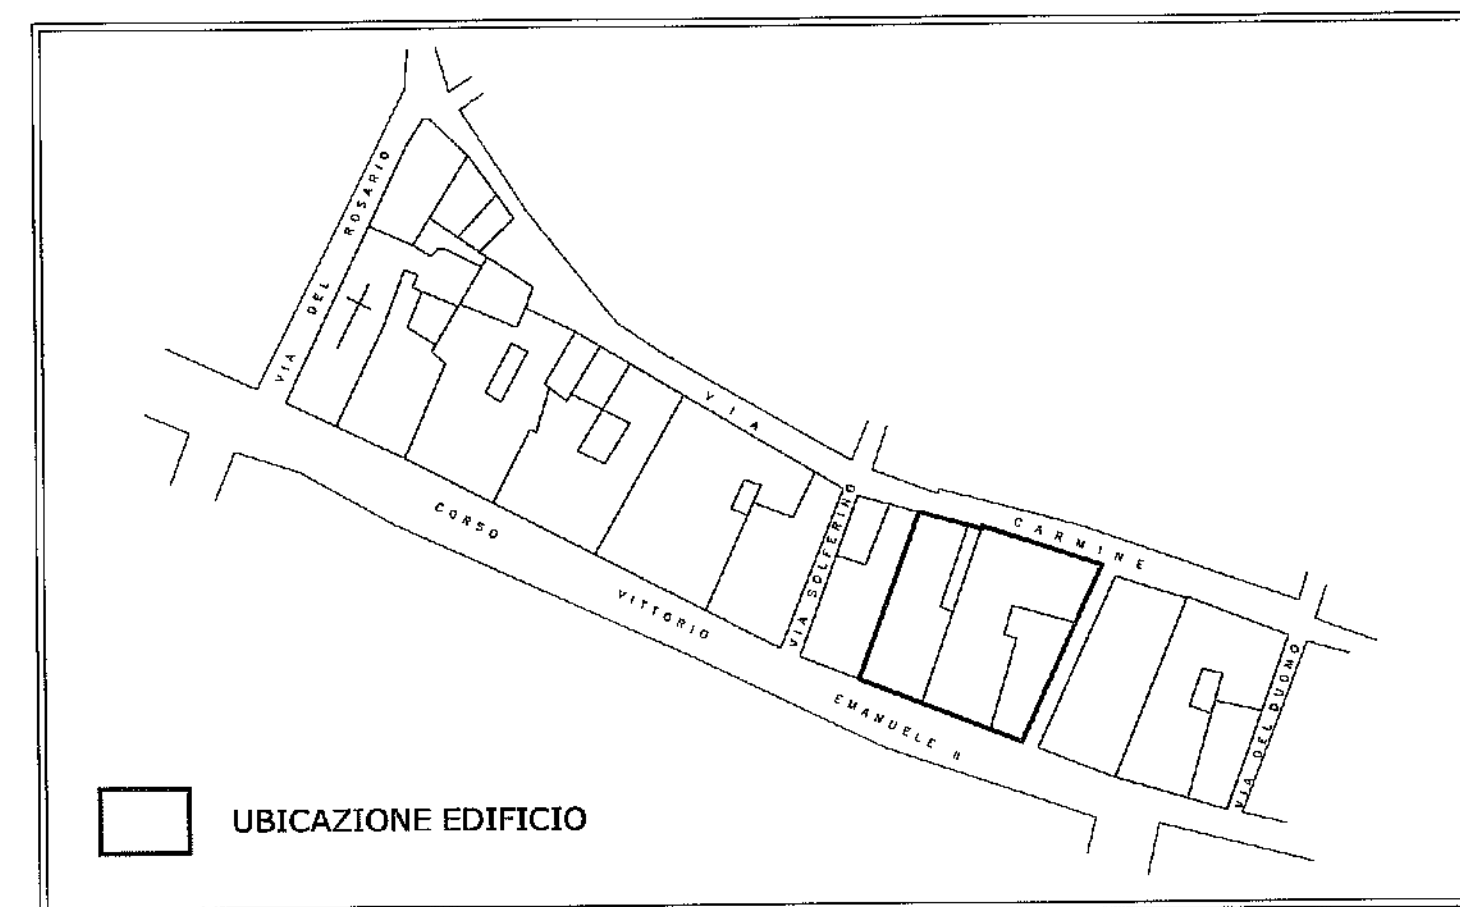 VIA DEL ROSARIO
VIA CARMINE
VIA SOLFERINO
CORSO VITTORIO EMANUELE II
VIA DEL DUOMO
UBICAZIONE EDIFICIO